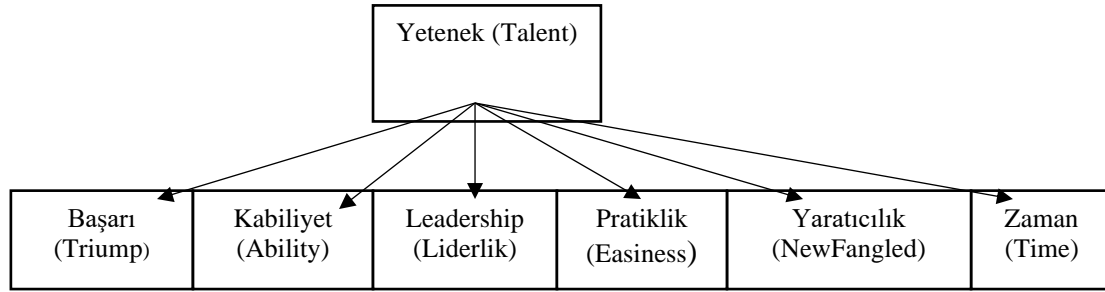 Yetenek (Talent)
Başarı
(Triump)
Kabiliyet
(Ability)
Leadership
(Liderlik)
Pratiklik
(Easiness)
Yaratıcılık
(NewFangled)
Zaman
(Time)